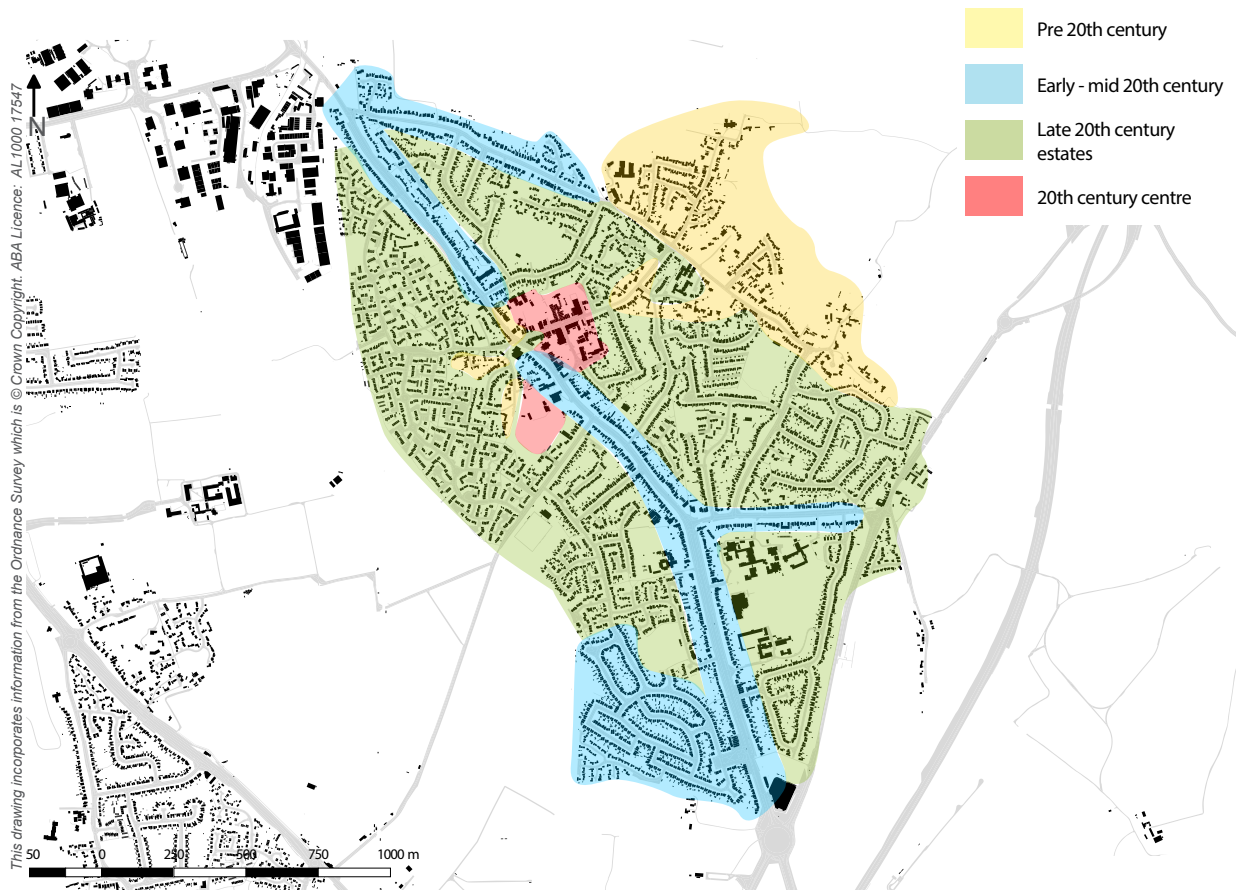 Pre 20th century
Early - mid 20th century
Late 20th century
estates
20th century centre
N
This drawing incorporates information from the Ordnance Survey which is © Crown Copyright. ABA Licence: AL1000 17547
50 0 250 500 750 1000 m